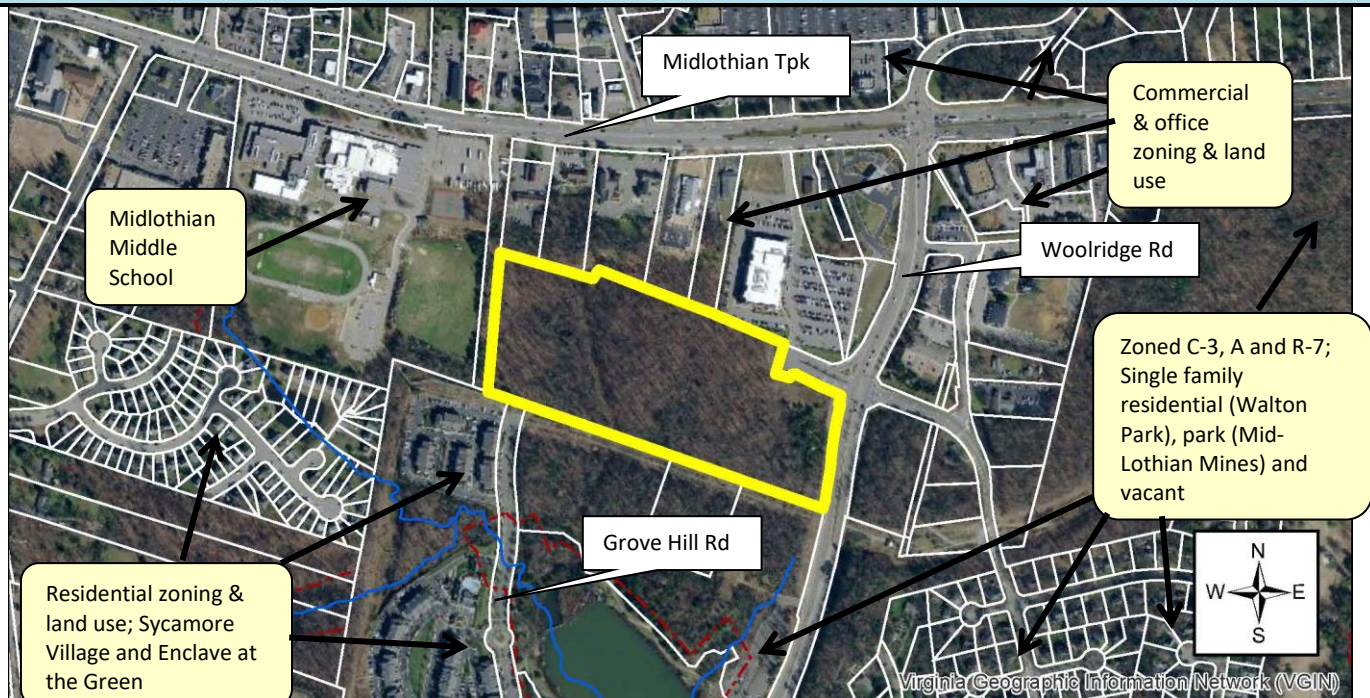 Midlothian Tpk
Commercial
& office
zoning & land
use
Midlothian
Middle
School
Woolridge Rd
Zoned C-3, A and R-7;
Single family
residential (Walton
Park), park (Mid-
Lothian Mines) and
vacant
Grove Hill Rd
Residential zoning &
land use; Sycamore
Village and Enclave at
the Green
N
W E
S
Virginia Geographic Information Network (VGIN)